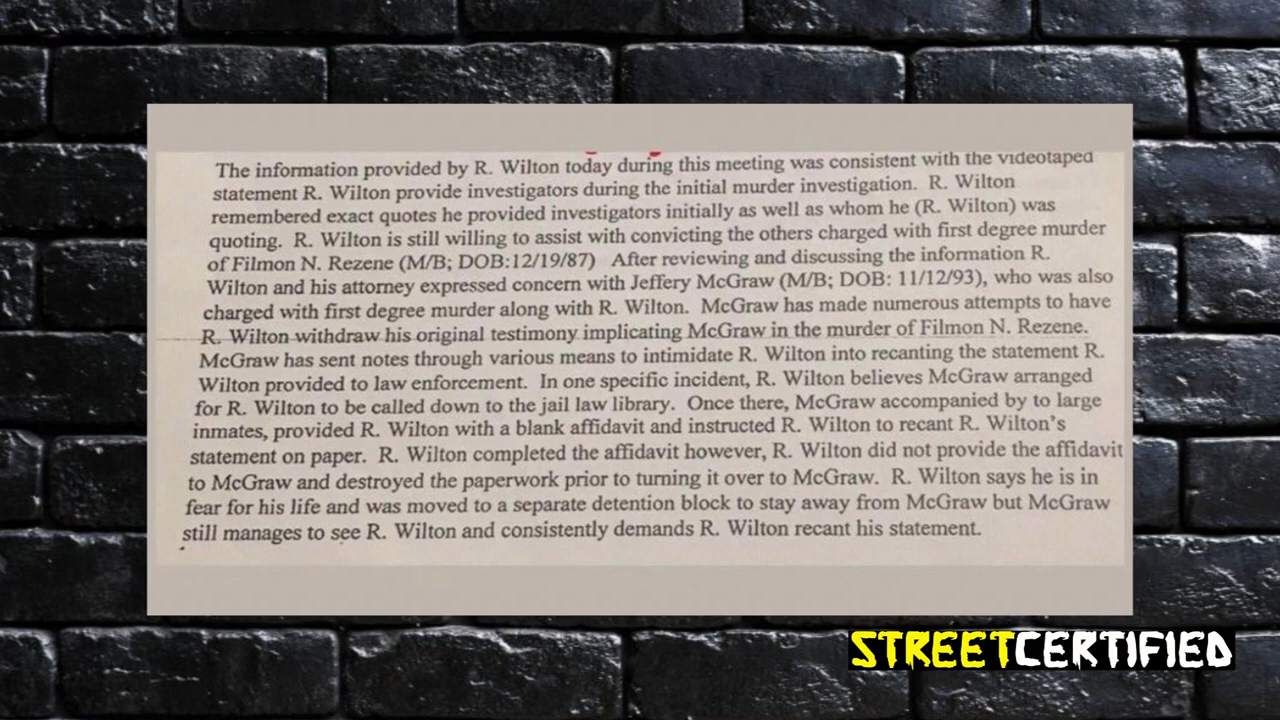 The information provided by R. Wilton today during this meeting was consistent with the videotaped
statement R. Wilton provide investigators during the initial murder investigation. R. Wilton
remembered exact quotes he provided investigators initially as well as whom he (R. Wilton) was
quoting. R. Wilton is still willing to assist with convicting the others charged with first degree murder
of Filmon N. Rezene (M/B; DOB:12/19/87) After reviewing and discussing the information R.
Wilton and his attorney expressed concern with Jeffery McGraw (M/B; DOB: 11/12/93), who was also
charged with first degree murder along with R. Wilton. McGraw has made numerous attempts to have
R. Wilton withdraw his original testimony implicating McGraw in the murder of Filmon N. Rezene.
McGraw has sent notes through various means to intimidate R. Wilton into recanting the statement R.
Wilton provided to law enforcement. In one specific incident, R. Wilton believes McGraw arranged
for R. Wilton to be called down to the jail law library. Once there, McGraw accompanied by to large
inmates, provided R. Wilton with a blank affidavit and instructed R. Wilton to recant R. Wilton's
statement on paper. R. Wilton completed the affidavit however, R. Wilton did not provide the affidavit
to McGraw and destroyed the paperwork prior to turning it over to McGraw. R. Wilton says he is in
fear for his life and was moved to a separate detention block to stay away from McGraw but McGraw
still manages to see R. Wilton and consistently demands R. Wilton recant his statement.
STREETCERTIFIED